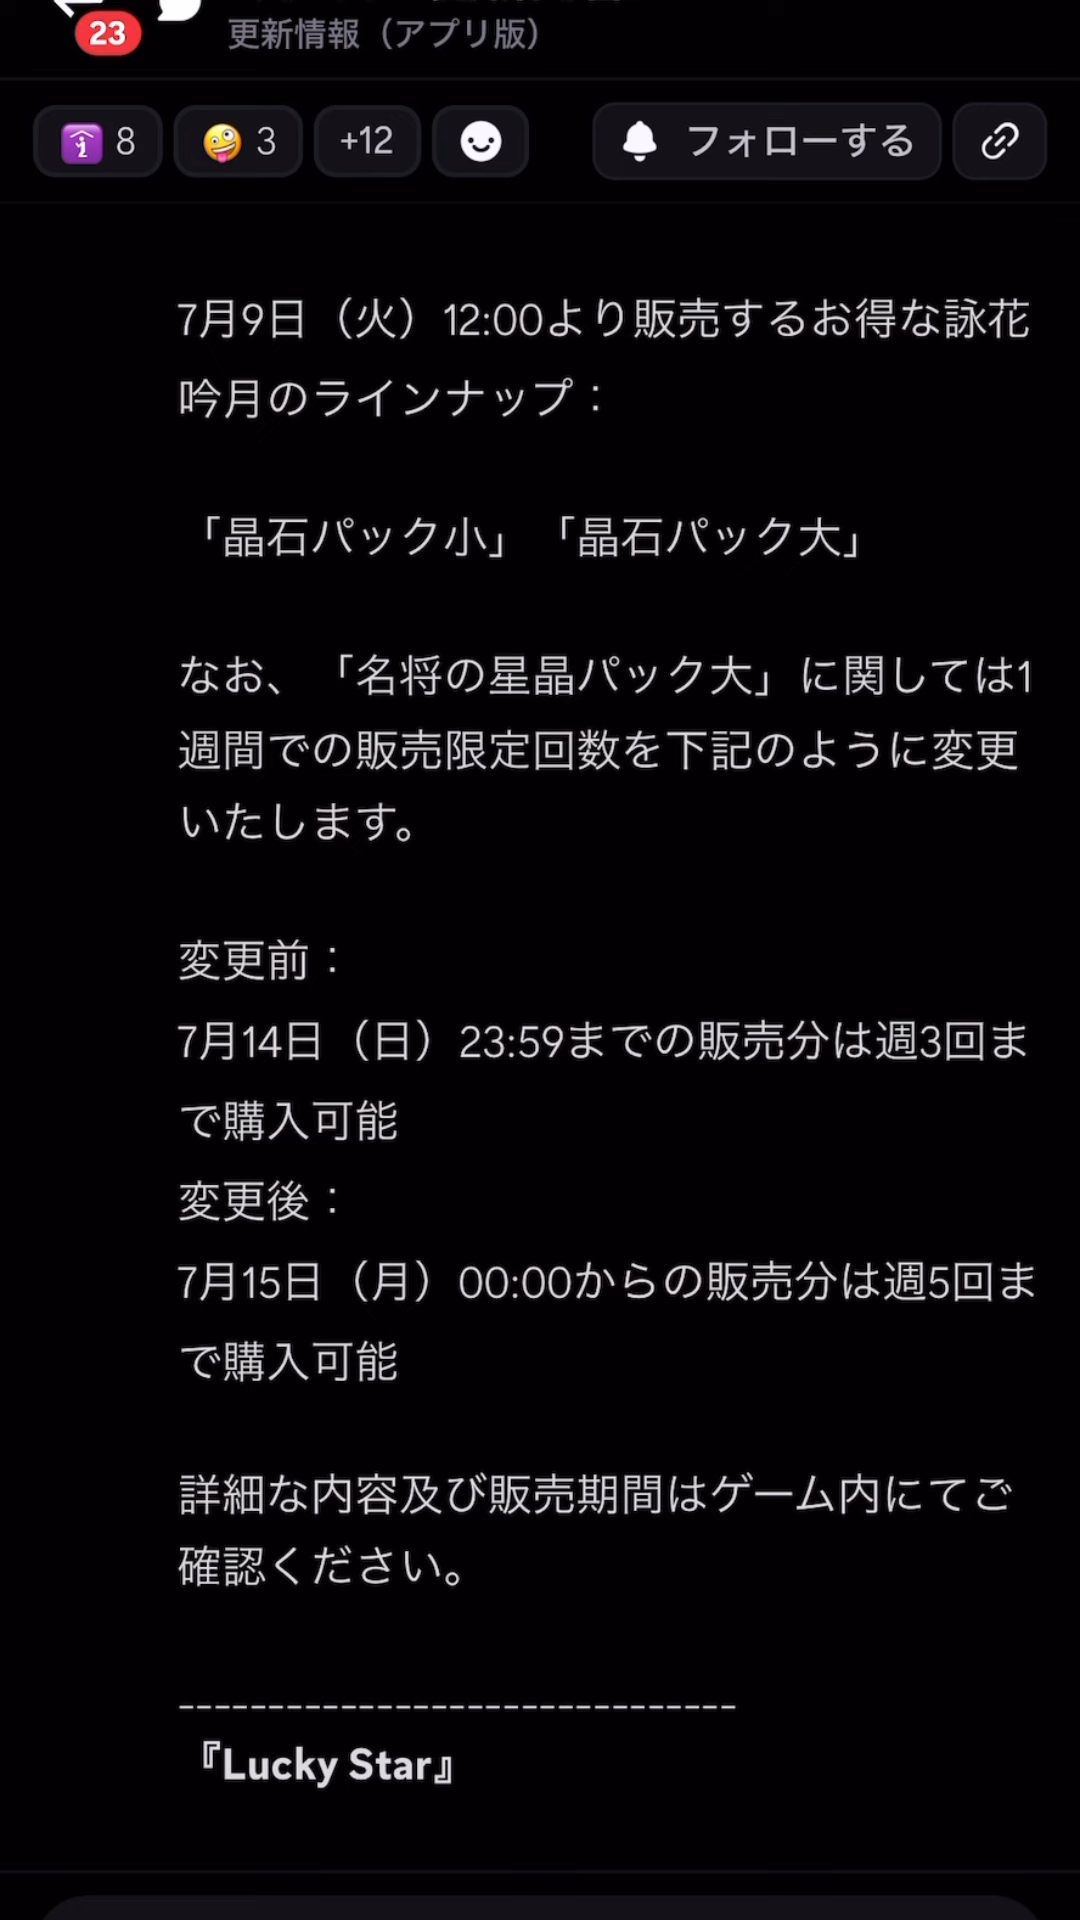 23
更新情報（アプリ版）
8
3
+12
フォローする
7月9日（火）12:00より販売するお得な詠花
吟月のラインナップ：
「晶石パック小」「晶石パック大」
なお、「名将の星晶パック大」に関しては1
週間での販売限定回数を下記のように変更
いたします。
変更前：
7月14日（日）23:59までの販売分は週3回ま
で購入可能
変更後：
7月15日（月）00:00からの販売分は週5回ま
で購入可能
詳細な内容及び販売期間はゲーム内にてご
確認ください。
-------------------------------
『Lucky Star』